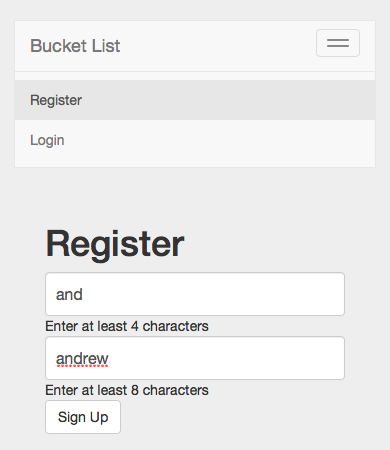 Bucket List
Register
Login
Register
and
Enter at least 4 characters
andrew
Enter at least 8 characters
Sign Up